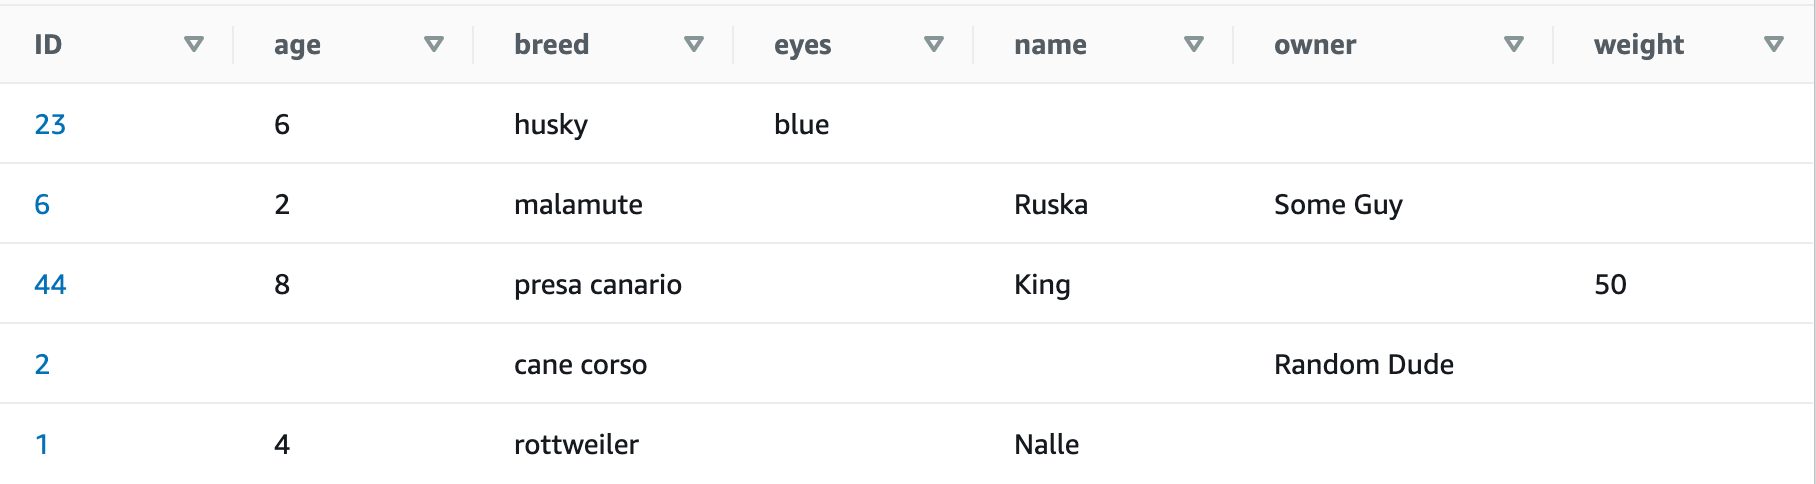 ID age breed eyes name owner weight
23 6 husky blue
6 2 malamute Ruska Some Guy
44 8 presa canario King 50
2 cane corso Random Dude
1 4 rottweiler Nalle